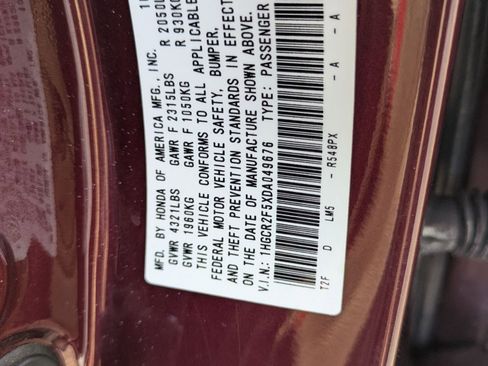 MFD. BY HONDA OF AMERICA MFG., INC.
GVWR 4321LBS GAWR F 2315LBS R 2050
GVWR 1960KG GAWR F 1050KG R 930KG
THIS VEHICLE CONFORMS TO ALL APPLICABLE
FEDERAL MOTOR VEHICLE SAFETY, BUMPER,
AND THEFT PREVENTION STANDARDS IN EFFECT
ON THE DATE OF MANUFACTURE SHOWN ABOVE.
V.I.N.: 1HGCR2F5XDA049676 TYPE: PASSENGER
T2F D LM5 - R548PX - A - A - A